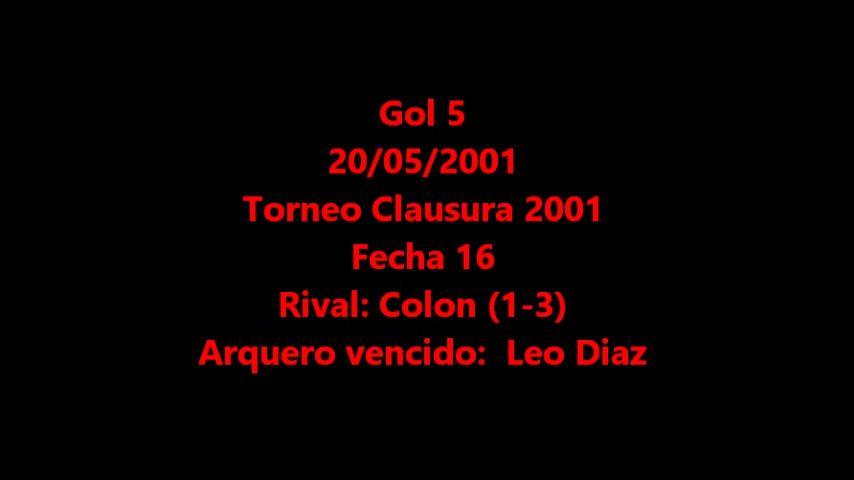 Gol 5
20/05/2001
Torneo Clausura 2001
Fecha 16
Rival: Colon (1-3)
Arquero vencido:  Leo Diaz